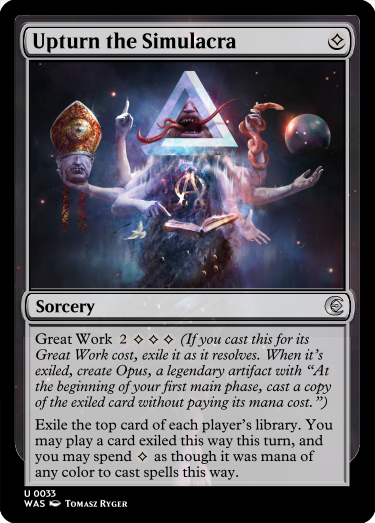 Upturn the Simulacra
Sorcery
Great Work 2 ◇ ◇ ◇ (If you cast this for its
Great Work cost, exile it as it resolves. When it's
exiled, create Opus, a legendary artifact with “At
the beginning of your first main phase, cast a copy
of the exiled card without paying its mana cost.”)
Exile the top card of each player's library. You
may play a card exiled this way this turn, and
you may spend ◇ as though it was mana of
any color to cast spells this way.
U 0033
WAS Tomasz Ryger